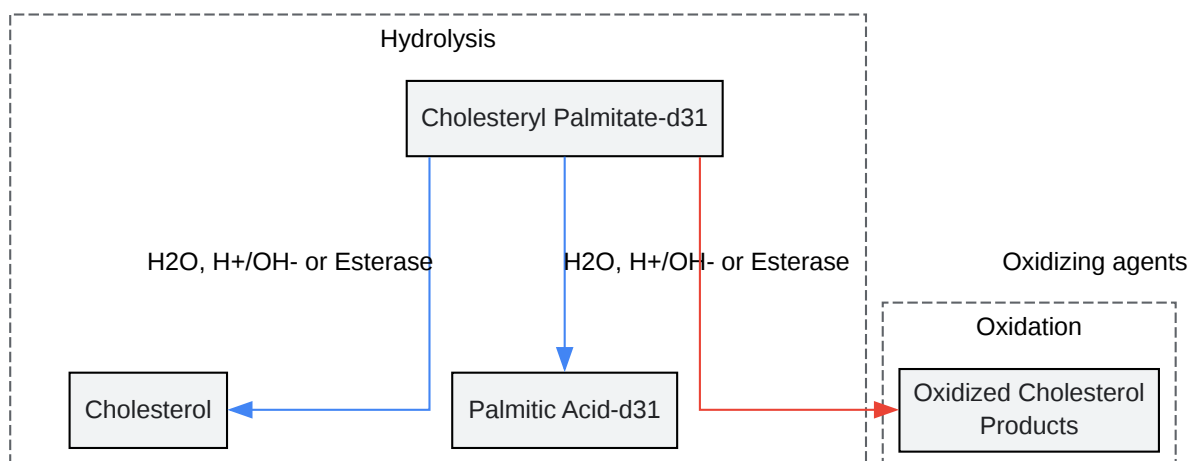 Hydrolysis
Cholesteryl Palmitate-d31
H2O, H+/OH- or Esterase
H2O, H+/OH- or Esterase
Oxidizing agents
Oxidation
Cholesterol
Palmitic Acid-d31
Oxidized Cholesterol
Products